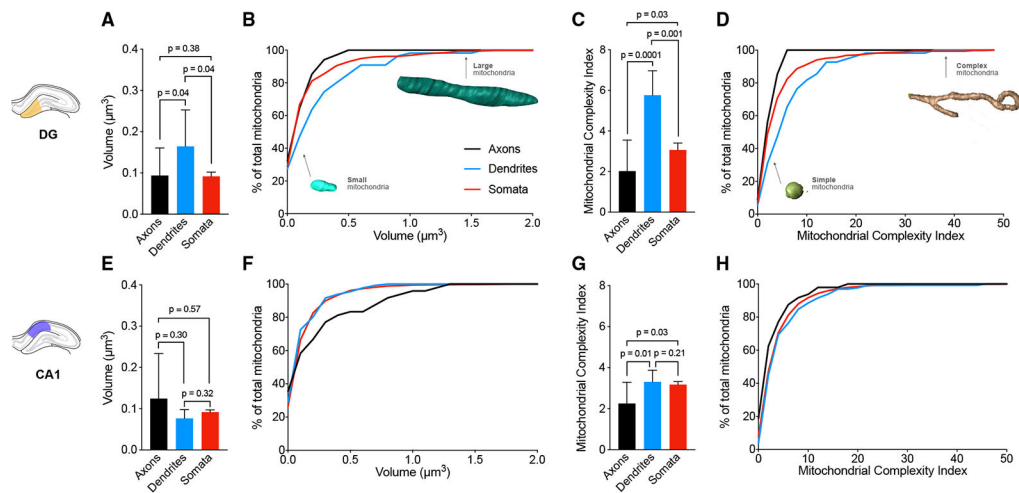 A
B
C
D
DG
Volume (μm³)
0.4
0.3
0.2
0.1
0.0
p = 0.38
p = 0.04
p = 0.04
Axons
Dendrites
Somata
% of total mitochondria
100
80
60
40
20
0
Large
mitochondria
Small
mitochondria
Axons
Dendrites
Somata
0.0 0.5 1.0 1.5 2.0
Volume (μm³)
Mitochondrial Complexity Index
8
6
4
2
0
p = 0.03
p = 0.001
p = 0.0001
Axons
Dendrites
Somata
% of total mitochondria
100
80
60
40
20
0
Complex
mitochondria
Simple
mitochondria
0 10 20 30 40 50
Mitochondrial Complexity Index
E
F
G
H
CA1
Volume (μm³)
0.4
0.3
0.2
0.1
0.0
p = 0.57
p = 0.30
p = 0.32
Axons
Dendrites
Somata
% of total mitochondria
100
80
60
40
20
0
0.0 0.5 1.0 1.5 2.0
Volume (μm³)
Mitochondrial Complexity Index
8
6
4
2
0
p = 0.03
p = 0.01
p = 0.21
Axons
Dendrites
Somata
% of total mitochondria
100
80
60
40
20
0
0 10 20 30 40 50
Mitochondrial Complexity Index